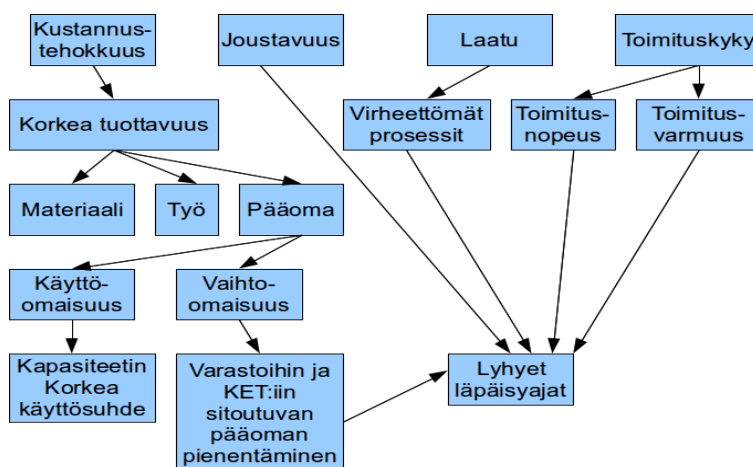 Kustannus-
tehokkuus
Joustavuus
Laatu
Toimituskyky
Korkea tuottavuus
Virheettömät
prosessit
Toimitus-
nopeus
Toimitus-
varmuus
Materiaali
Työ
Pääoma
Käyttö-
omaisuus
Vaihto-
omaisuus
Kapasiteetin
Korkea
käyttösuhde
Varastoihin ja
KET:iin
sitoutuvan
pääoman
pienentäminen
Lyhyet
läpäisyajat